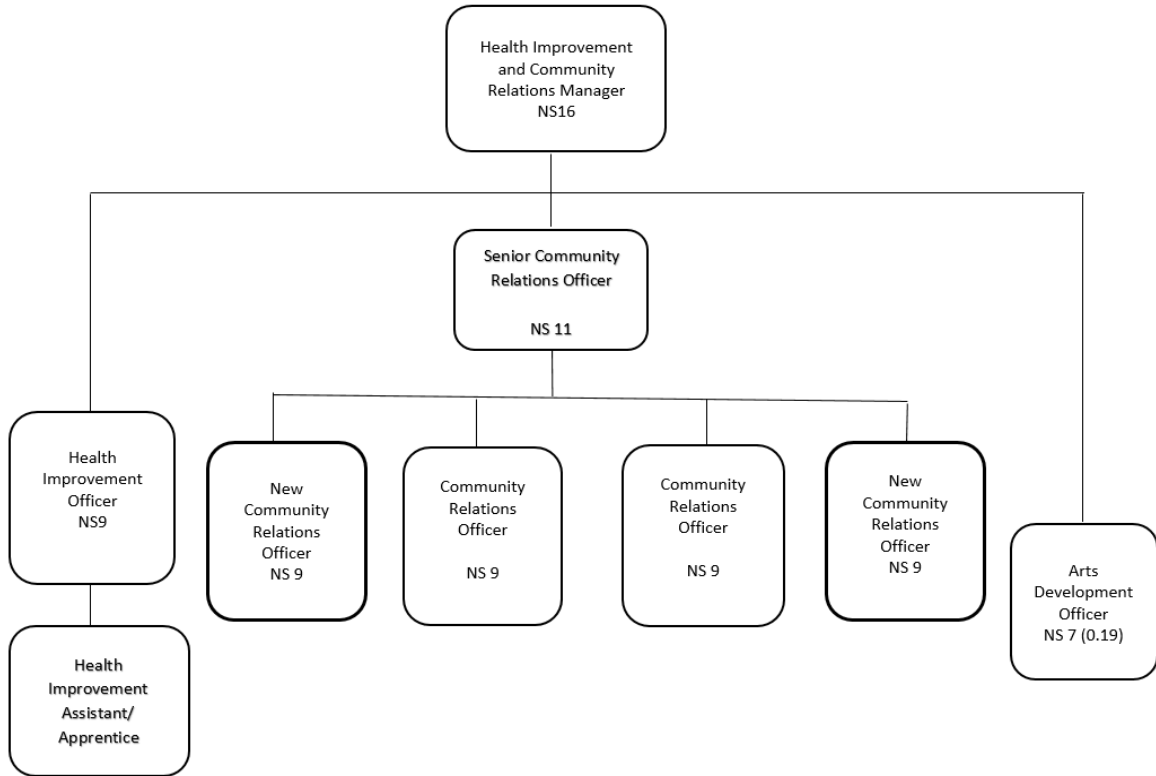 Health Improvement
and Community
Relations Manager
NS16
Senior Community
Relations Officer
NS 11
Health
Improvement
Officer
NS9
New
Community
Relations
Officer
NS 9
Community
Relations
Officer
NS 9
Community
Relations
Officer
NS 9
New
Community
Relations
Officer
NS 9
Arts
Development
Officer
NS 7 (0.19)
Health
Improvement
Assistant/
Apprentice